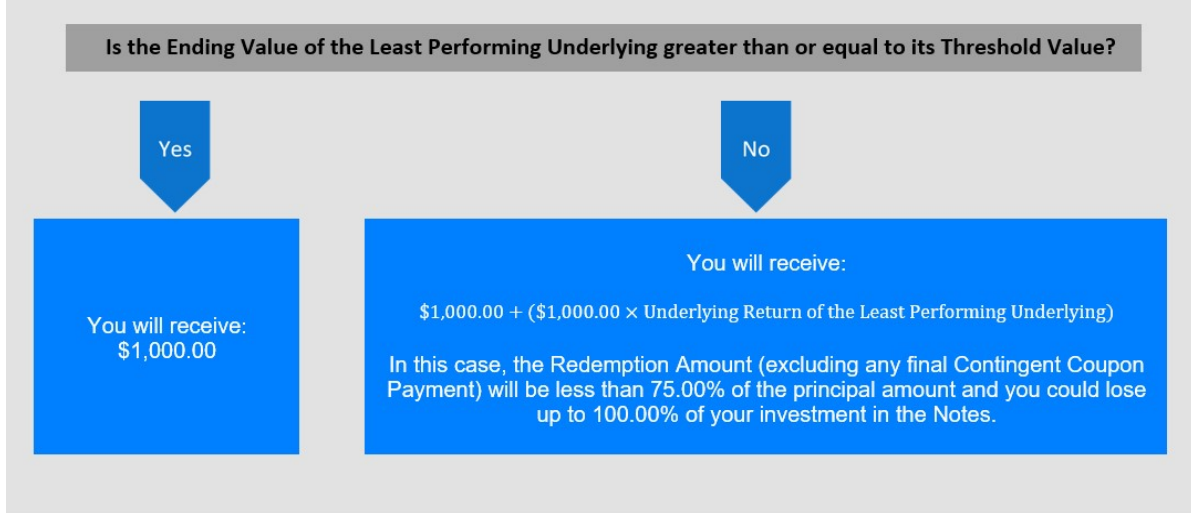 Is the Ending Value of the Least Performing Underlying greater than or equal to its Threshold Value?
Yes
No
You will receive:
$1,000.00
You will receive:
$1,000.00 + ($1,000.00 × Underlying Return of the Least Performing Underlying)
In this case, the Redemption Amount (excluding any final Contingent Coupon
Payment) will be less than 75.00% of the principal amount and you could lose
up to 100.00% of your investment in the Notes.